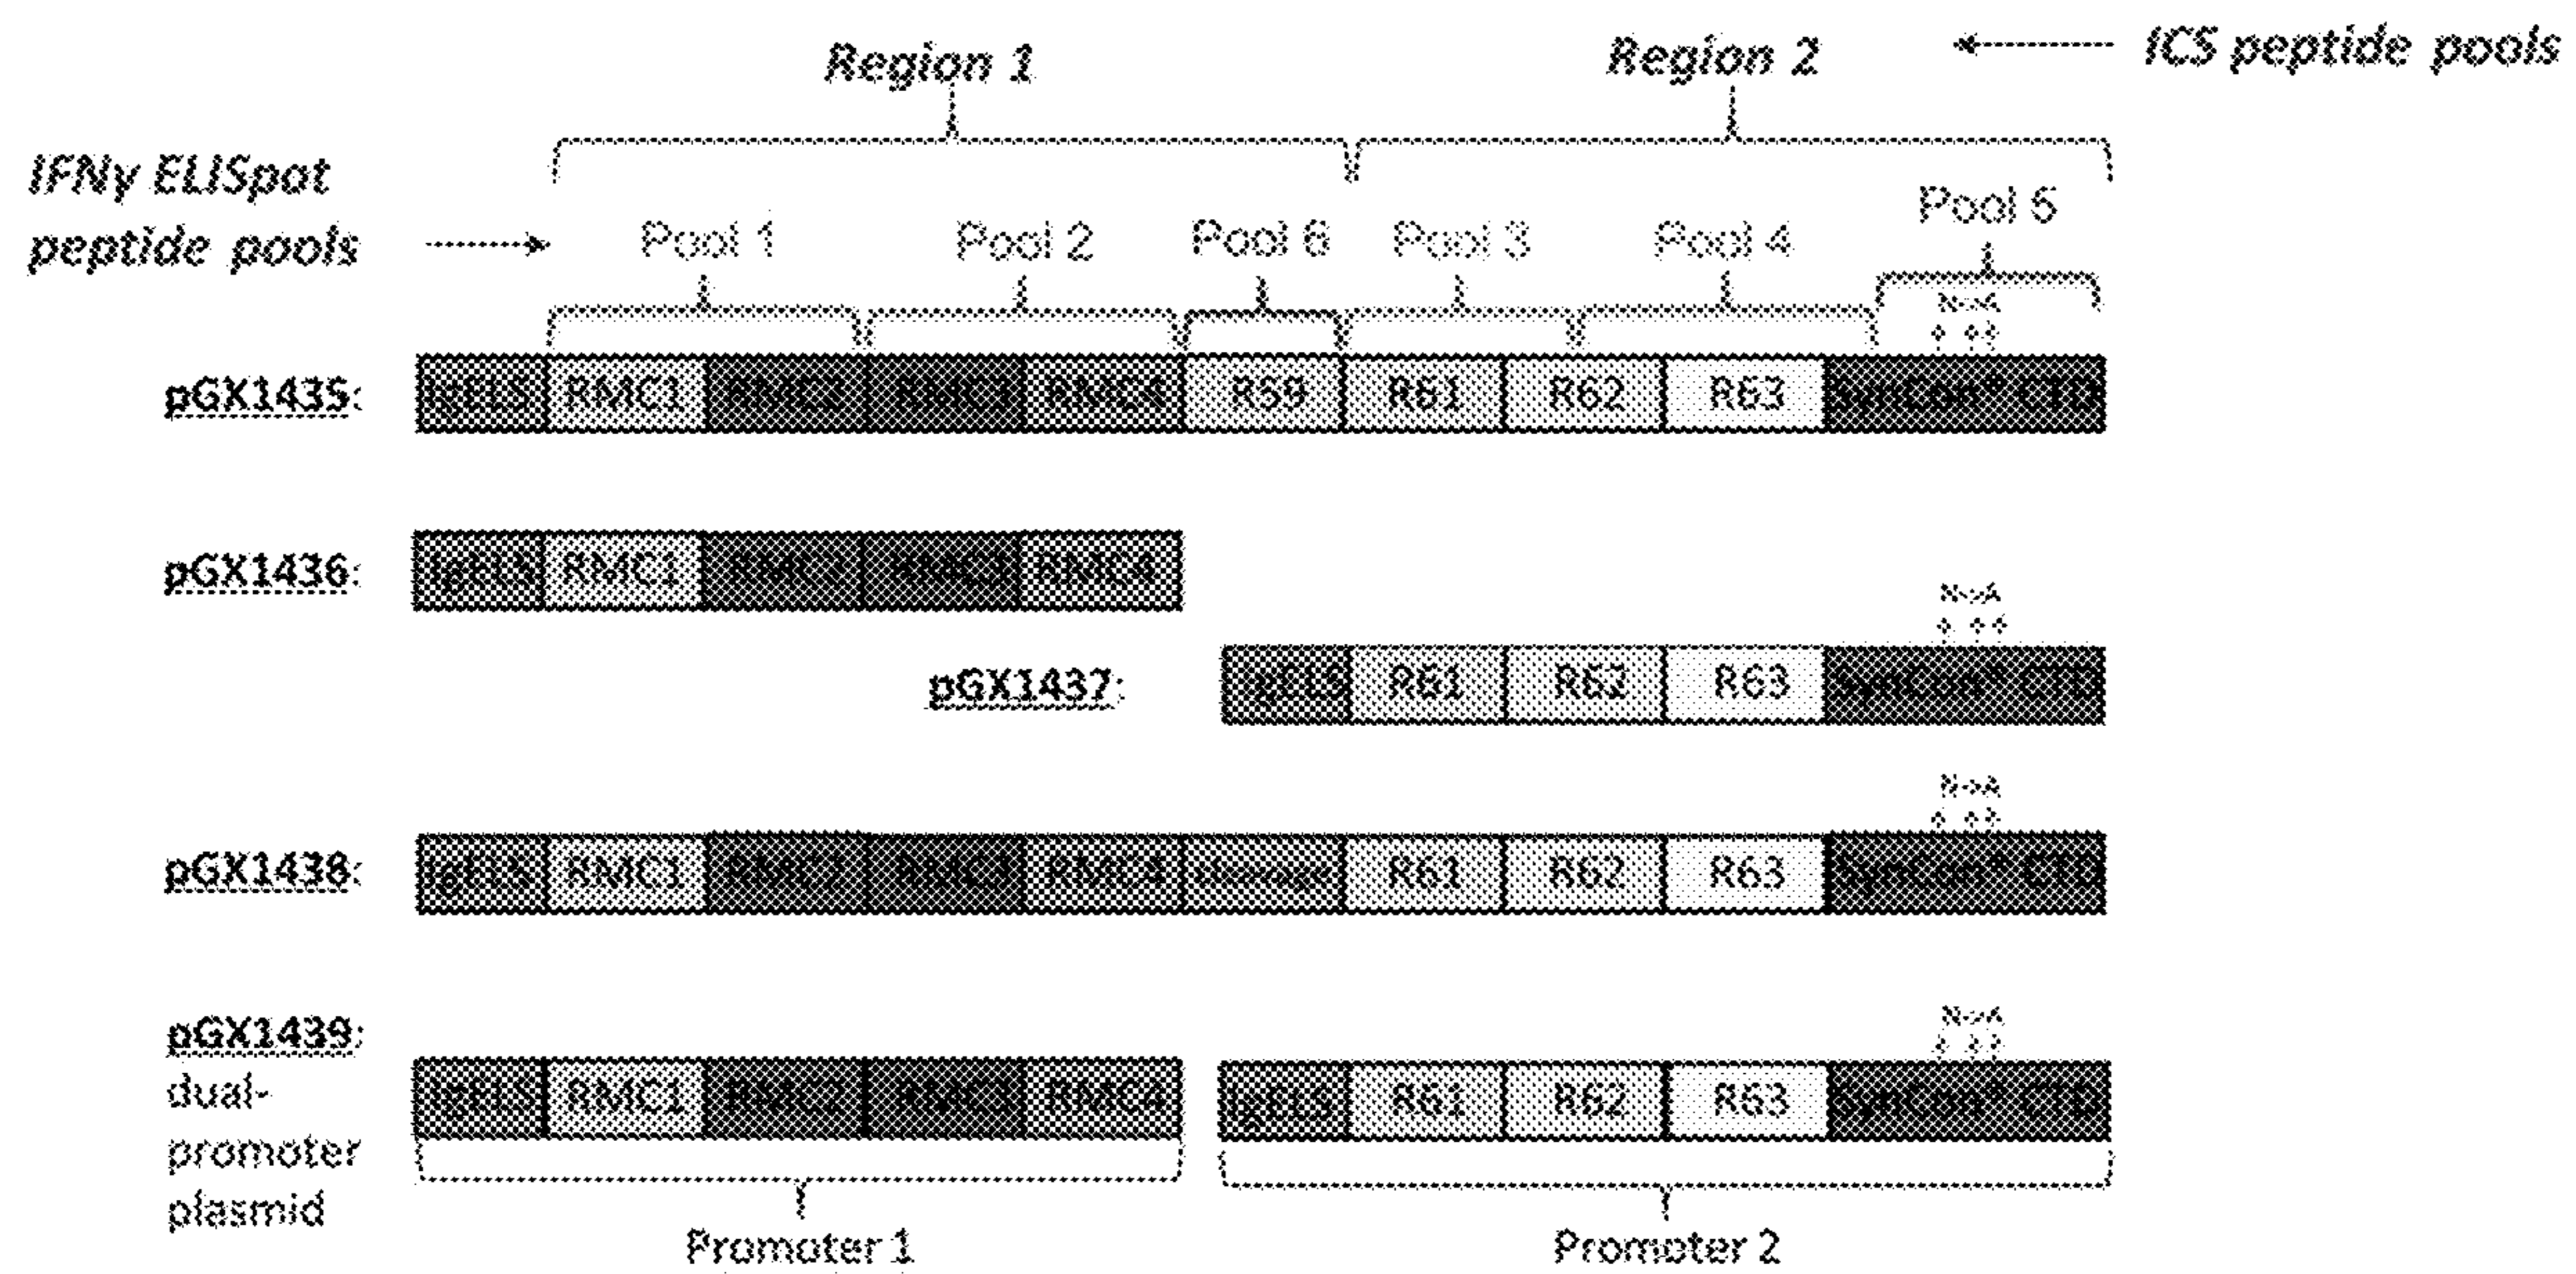 Region 1
Region 2
ICS peptide pools
IFNγ ELISpot
peptide pools
Pool 1
Pool 2
Pool 6
Pool 3
Pool 4
Pool 5
N->A
pGX1435:
IgELS RMC1 RMC2 RMC3 RMC4 R69 R61 R62 R63 SynCon® CTD
pGX1436:
IgELS RMC1 RMC2 RMC3 RMC4
N->A
pGX1437:
IgELS R61 R62 R63 SynCon® CTD
N->A
pGX1438:
IgELS RMC1 RMC2 RMC3 RMC4 cleavage R61 R62 R63 SynCon® CTD
N->A
pGX1439:
dual-
promoter
plasmid
IgELS RMC1 RMC2 RMC3 RMC4
IgELS R61 R62 R63 SynCon® CTD
Promoter 1
Promoter 2